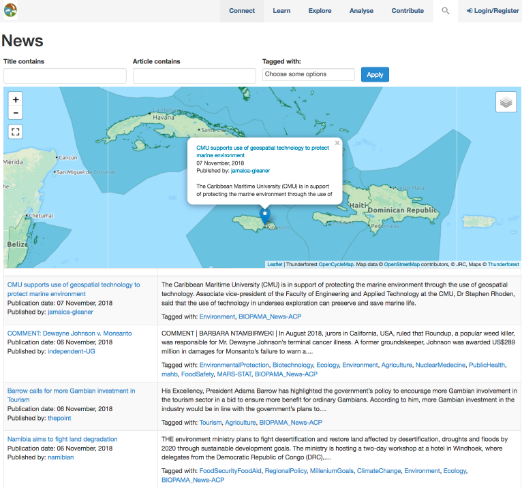 Connect Learn Explore Analyse Contribute Login/Register
News
Title contains Article contains Tagged with:
Choose some options Apply
+
−
Havana
Mérida
Cancun
San Miguel de
Chetumal
Belize
Haiti
Dominican Republic
CMU supports use of geospatial technology to protect
marine environment
07 November, 2018
Published by: jamaica-gleaner
The Caribbean Maritime University (CMU) is in support
of protecting the marine environment through the use of
Leaflet | Thunderforest OpenCycleMap. Map data © OpenStreetMap contributors, © JRC, Maps © Thunderforest
CMU supports use of geospatial technology to
protect marine environment
Publication date: 07 November, 2018
Published by: jamaica-gleaner
The Caribbean Maritime University (CMU) is in support of protecting the marine environment through the use of geospatial
technology. Associate vice-president of the Faculty of Engineering and Applied Technology at the CMU, Dr Stephen Rhoden,
said that the use of technology in undersea exploration can preserve and save marine life.
Tagged with: Environment, BIOPAMA_News-ACP
COMMENT: Dewayne Johnson v. Monsanto
Publication date: 06 November, 2018
Published by: independent-UG
COMMENT | BARBARA NTAMBIRWEKI | In August 2018, jurors in California, USA, ruled that Roundup, a popular weed killer,
was responsible for Mr. Dewayne Johnson's terminal cancer illness. A former groundskeeper, Johnson was awarded US$289
million in damages for Monsanto's failure to warn a....
Tagged with: EnvironmentalProtection, Biotechnology, Ecology, Environment, Agriculture, NuclearMedecine, PublicHealth,
FoodSafety, MARS-STAT, BIOPAMA_News-ACP
Barrow calls for more Gambian investment in
Tourism
Publication date: 06 November, 2018
Published by: thepoint
His Excellency, President Adama Barrow has highlighted the government's policy to encourage more Gambian involvement in
the tourism sector in a bid to ensure more benefit for ordinary Gambians. According to him, more Gambian investment in the
industry would be in line with the government's plans to....
Tagged with: Tourism, Agriculture, BIOPAMA_News-ACP
Namibia aims to fight land degradation
Publication date: 06 November, 2018
Published by: namibian
THE environment ministry plans to fight desertification and restore land affected by desertification, droughts and floods by
2020 through sustainable development goals. The ministry is hosting a two-day workshop at a hotel in Windhoek, where
delegates from the Democratic Republic of Congo (DRC),....
Tagged with: FoodSecurityFoodAid, RegionalPolicy, MilleniumGoals, ClimateChange, Environment, Ecology,
BIOPAMA_News-ACP